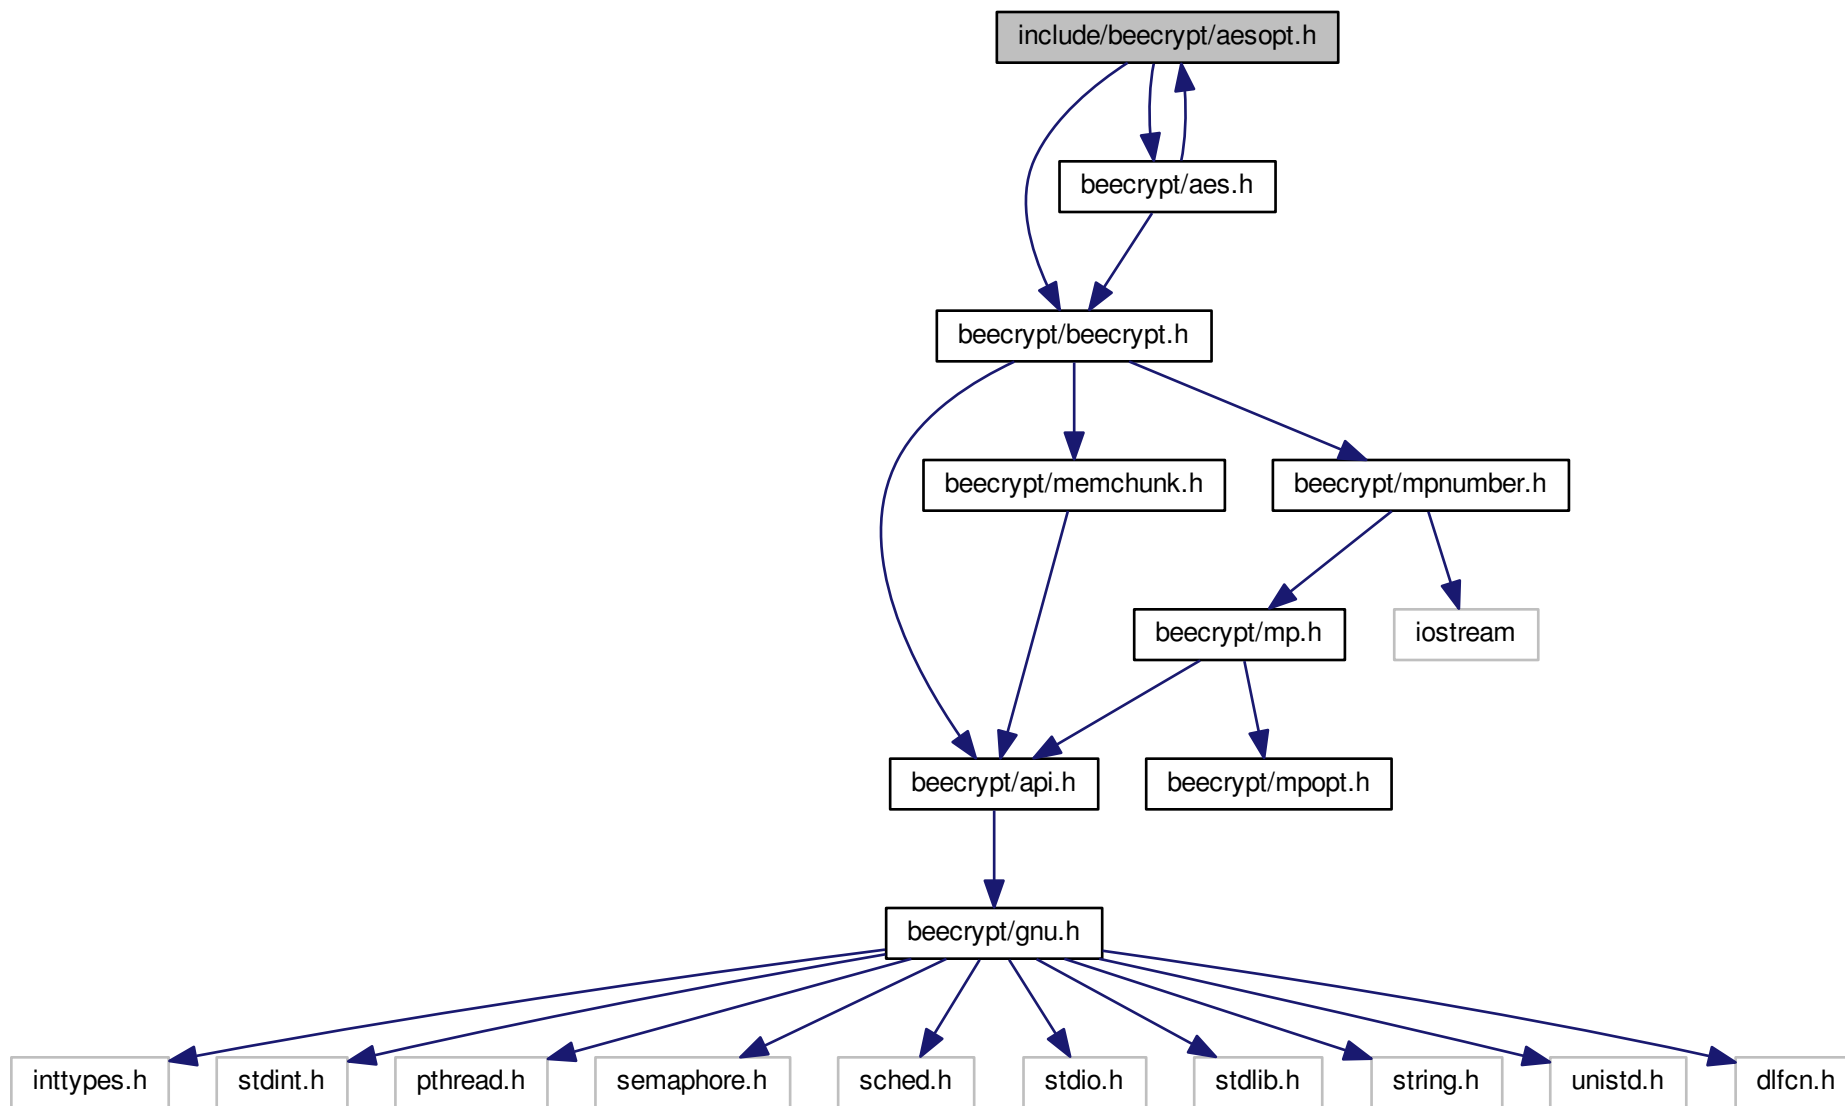 include/beecrypt/aesopt.h
beecrypt/aes.h
beecrypt/beecrypt.h
beecrypt/memchunk.h
beecrypt/mpnumber.h
beecrypt/mp.h
iostream
beecrypt/api.h
beecrypt/mpopt.h
beecrypt/gnu.h
inttypes.h
stdint.h
pthread.h
semaphore.h
sched.h
stdio.h
stdlib.h
string.h
unistd.h
dlfcn.h